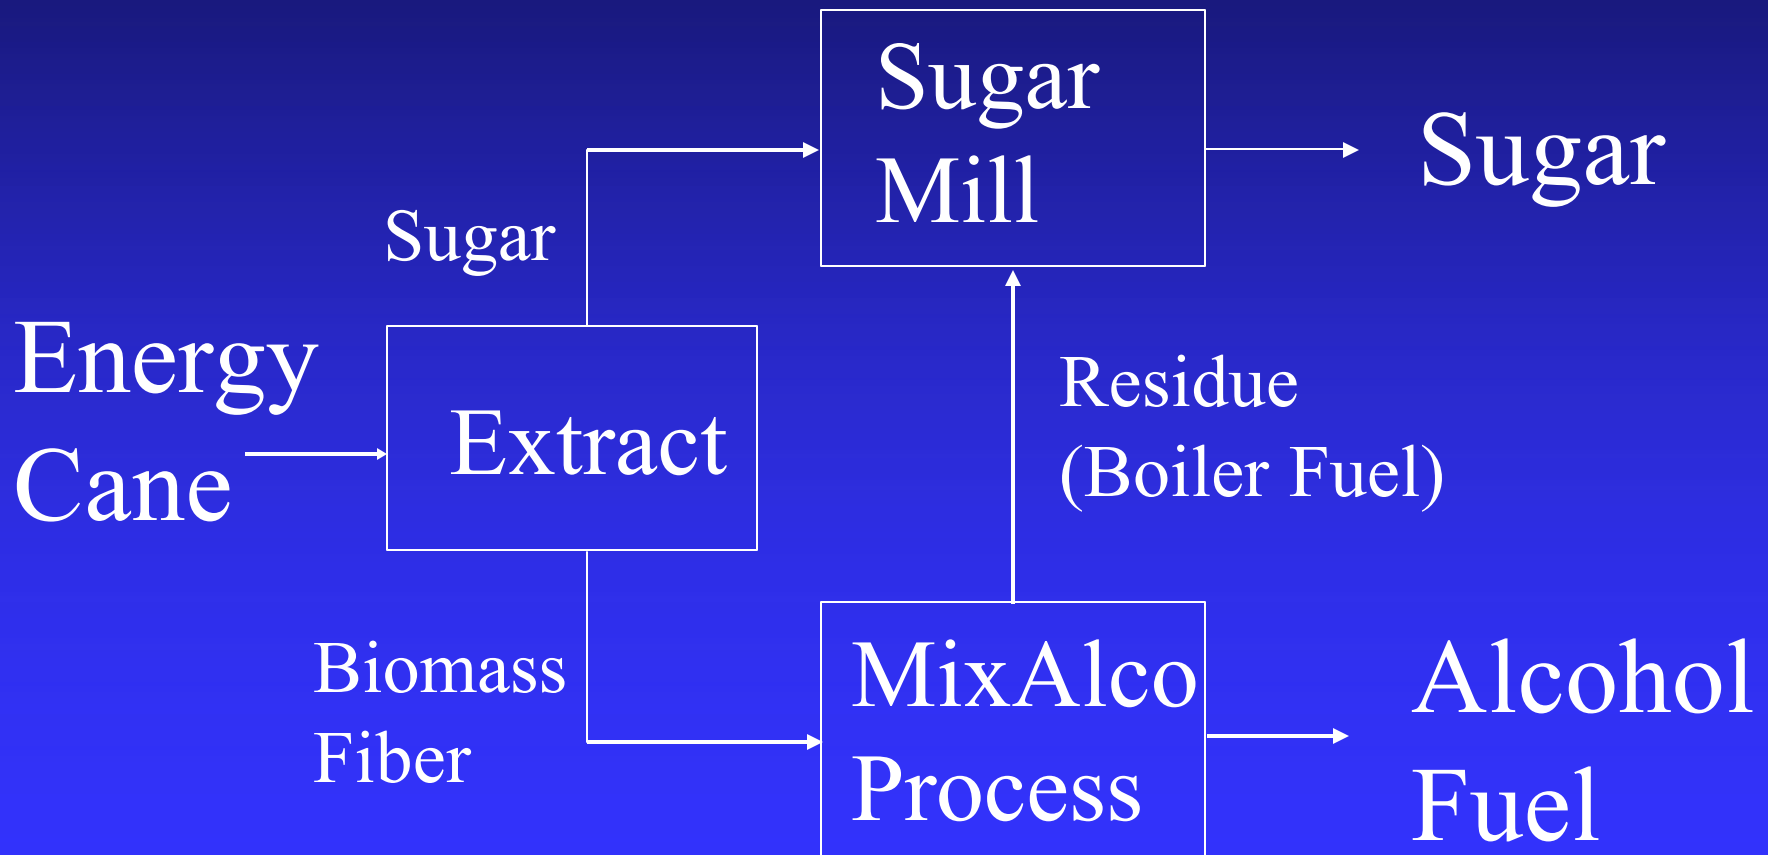 Sugar
Mill
Sugar
Sugar
Energy
Cane
Extract
Residue
(Boiler Fuel)
Biomass
Fiber
MixAlco
Process
Alcohol
Fuel